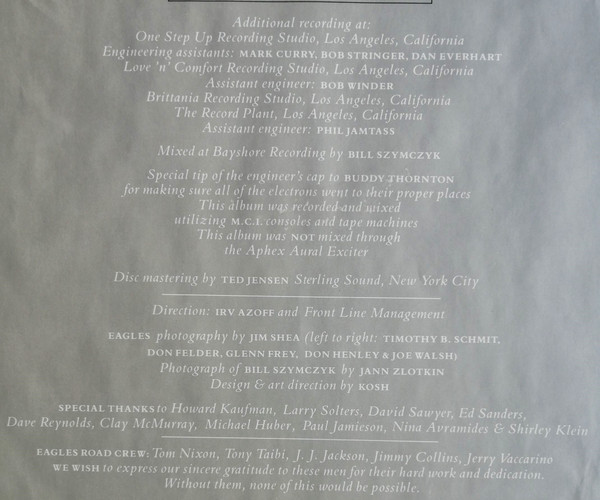 Additional recording at:
One Step Up Recording Studio, Los Angeles, California
Engineering assistants: MARK CURRY, BOB STRINGER, DAN EVERHART
Love 'n' Comfort Recording Studio, Los Angeles, California
Assistant engineer: BOB WINDER
Brittania Recording Studio, Los Angeles, California
The Record Plant, Los Angeles, California
Assistant engineer: PHIL JAMTASS
Mixed at Bayshore Recording by BILL SZYMCZYK
Special tip of the engineer's cap to BUDDY THORNTON
for making sure all of the electrons went to their proper places
This album was recorded and mixed
utilizing M.C.I. consoles and tape machines
This album was NOT mixed through
the Aphex Aural Exciter
Disc mastering by TED JENSEN Sterling Sound, New York City
Direction: IRV AZOFF and Front Line Management
EAGLES photography by JIM SHEA (left to right: TIMOTHY B. SCHMIT,
DON FELDER, GLENN FREY, DON HENLEY & JOE WALSH)
Photograph of BILL SZYMCZYK by JANN ZLOTKIN
Design & art direction by KOSH
SPECIAL THANKS to Howard Kaufman, Larry Solters, David Sawyer, Ed Sanders,
Dave Reynolds, Clay McMurray, Michael Huber, Paul Jamieson, Nina Avramides & Shirley Klein
EAGLES ROAD CREW: Tom Nixon, Tony Taibi, J. J. Jackson, Jimmy Collins, Jerry Vaccarino
WE WISH to express our sincere gratitude to these men for their hard work and dedication.
Without them, none of this would be possible.